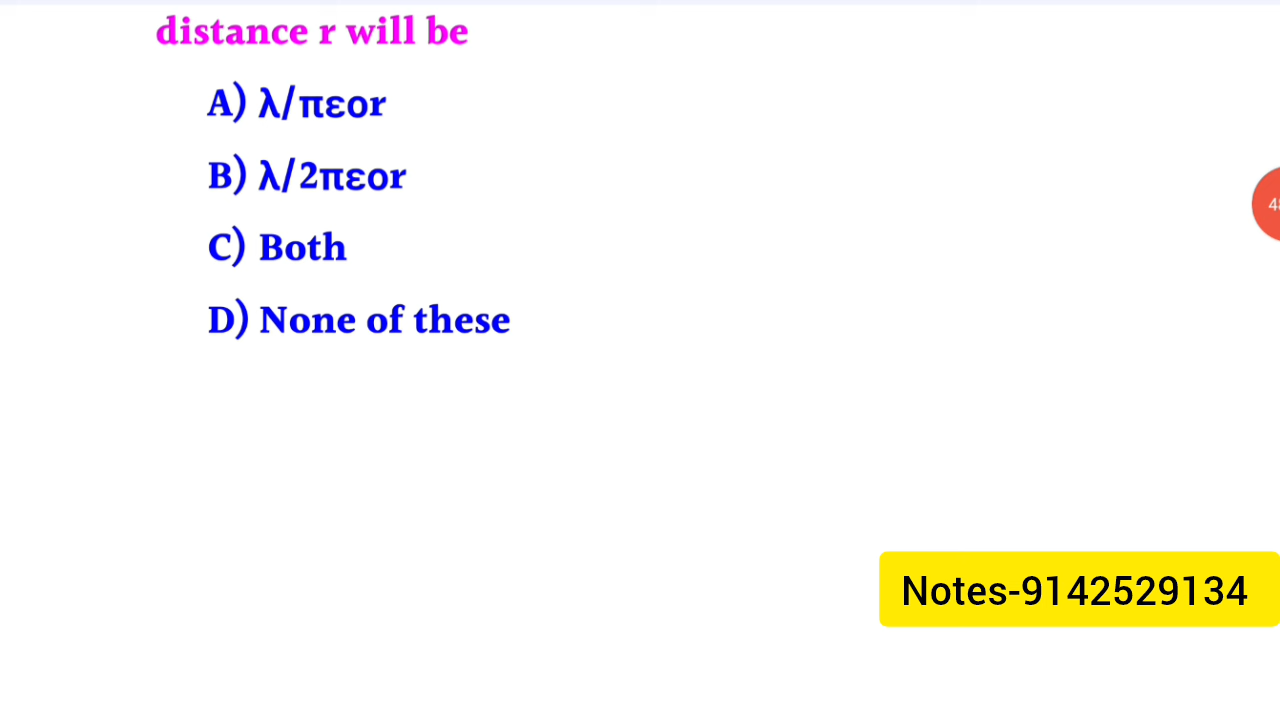 distance r will be
A) λ/πεor
B) λ/2πεor
C) Both
D) None of these
Notes-9142529134